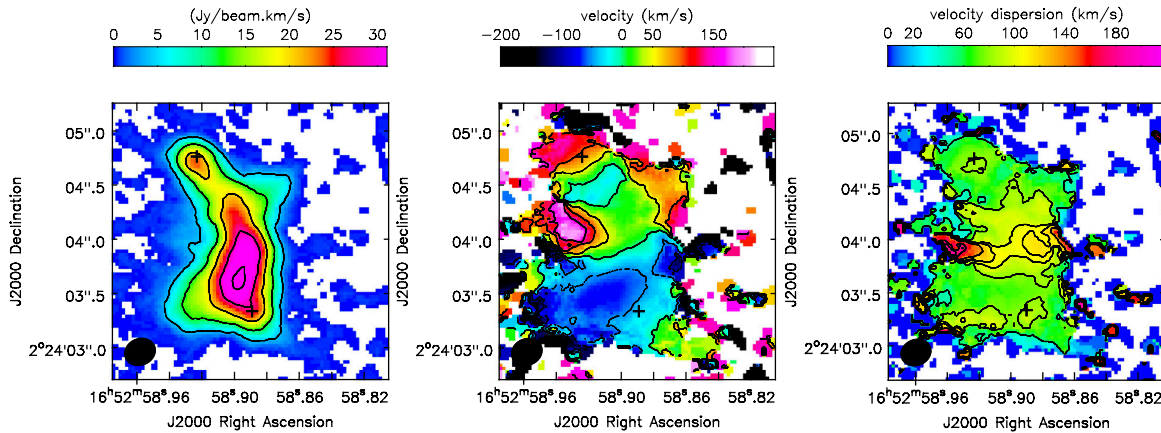 (Jy/beam.km/s)
0 5 10 15 20 25 30
velocity (km/s)
−200 −100 0 50 150
velocity dispersion (km/s)
0 20 60 100 140
J2000 Declination
05".0
04".5
04".0
03".5
2°24'03".0
16ʰ52ᵐ58ˢ.96 58ˢ.90 58ˢ.86 58ˢ.82
J2000 Right Ascension
J2000 Declination
05".0
04".5
04".0
03".5
2°24'03".0
16ʰ52ᵐ58ˢ.96 58ˢ.90 58ˢ.86 58ˢ.82
J2000 Right Ascension
J2000 Declination
05".0
04".5
04".0
03".5
2°24'03".0
16ʰ52ᵐ58ˢ.96 58ˢ.90 58ˢ.86 58ˢ.82
J2000 Right Ascension